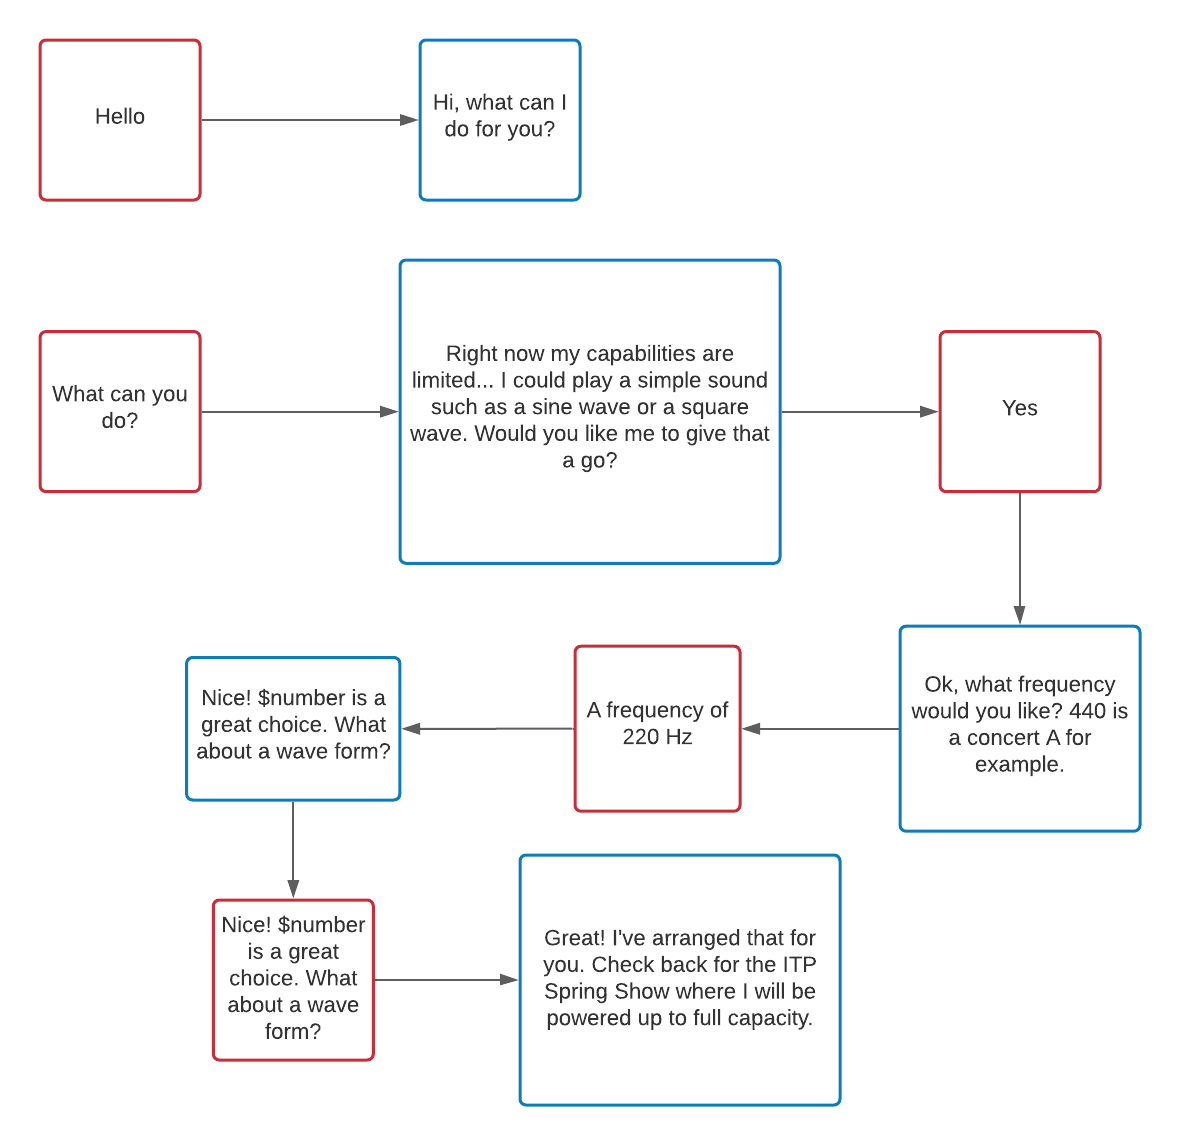 Hello
Hi, what can I
do for you?
What can you
do?
Right now my capabilities are
limited... I could play a simple sound
such as a sine wave or a square
wave. Would you like me to give that
a go?
Yes
Ok, what frequency
would you like? 440 is
a concert A for
example.
A frequency of
220 Hz
Nice! $number is a
great choice. What
about a wave form?
Nice! $number
is a great
choice. What
about a wave
form?
Great! I've arranged that for
you. Check back for the ITP
Spring Show where I will be
powered up to full capacity.